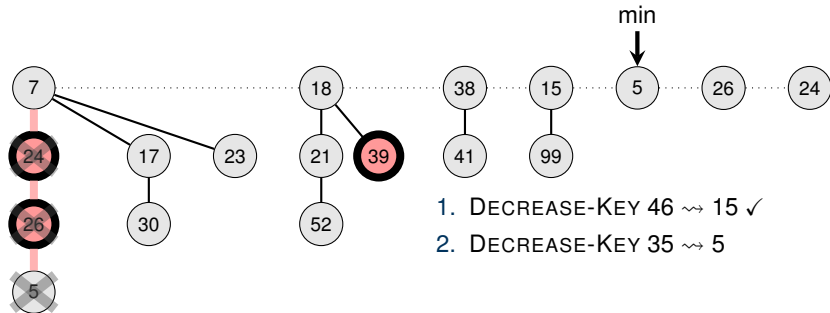 min
7 18 38 15 5 26 24
24 17 23 21 39 41 99
26 30 52
5
1. DECREASE-KEY 46 ⇝ 15 ✓
2. DECREASE-KEY 35 ⇝ 5